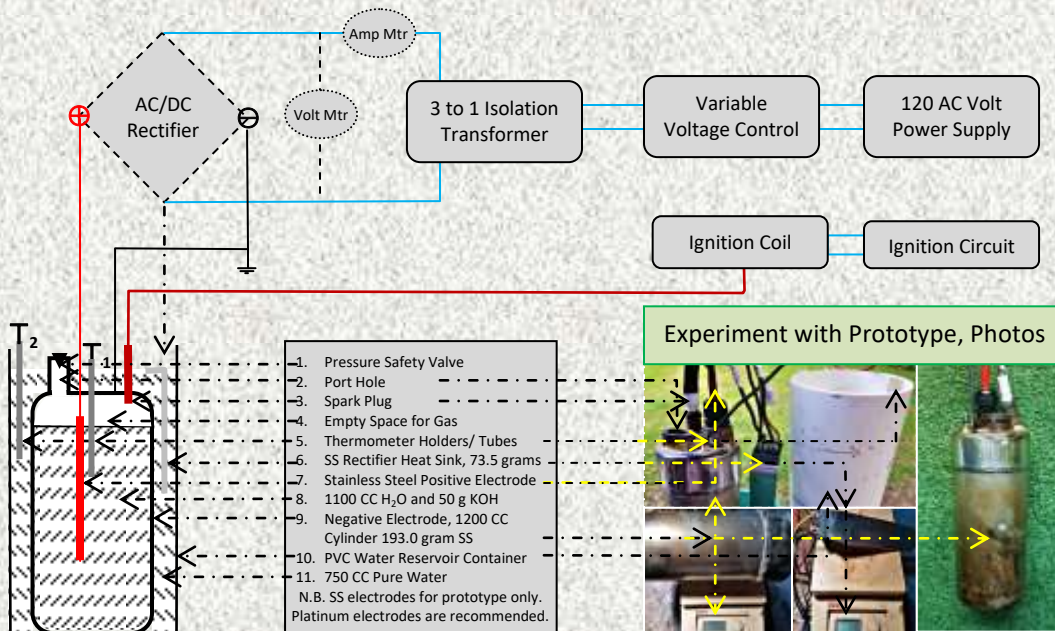 Amp Mtr
AC/DC
Rectifier
Volt Mtr
3 to 1 Isolation
Transformer
Variable
Voltage Control
120 AC Volt
Power Supply
Ignition Coil
Ignition Circuit
Experiment with Prototype, Photos
2
1
1. Pressure Safety Valve
2. Port Hole
3. Spark Plug
4. Empty Space for Gas
5. Thermometer Holders/ Tubes
6. SS Rectifier Heat Sink, 73.5 grams
7. Stainless Steel Positive Electrode
8. 1100 CC H₂O and 50 g KOH
9. Negative Electrode, 1200 CC
Cylinder 193.0 gram SS
10. PVC Water Reservoir Container
11. 750 CC Pure Water
N.B. SS electrodes for prototype only.
Platinum electrodes are recommended.